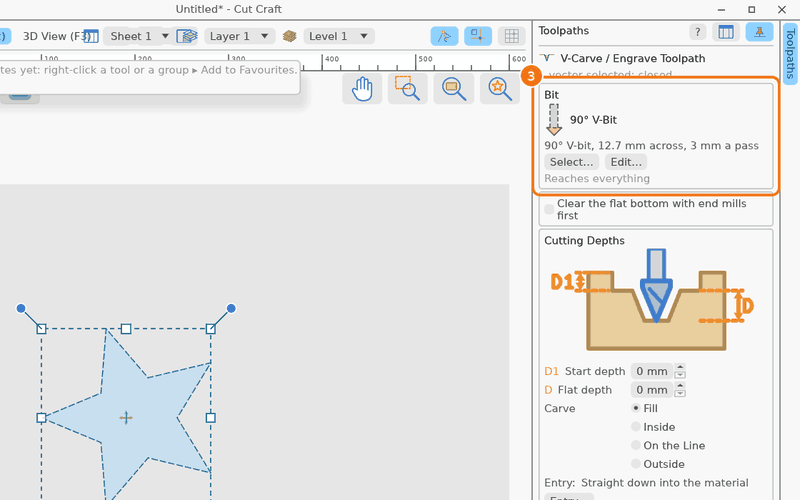 Untitled* - Cut Craft
3D View (F3)
Sheet 1
Layer 1
Level 1
Toolpaths
?
Toolpaths
100
200
300
400
500
600
tes yet: right-click a tool or a group ▸ Add to Favourites.
V-Carve / Engrave Toolpath
vector selected: closed
3
Bit
90° V-Bit
90° V-bit, 12.7 mm across, 3 mm a pass
Select...
Edit...
Reaches everything
Clear the flat bottom with end mills
first
Cutting Depths
D1
D
D1 Start depth 0 mm
D Flat depth 0 mm
Carve
Fill
Inside
On the Line
Outside
Entry: Straight down into the material